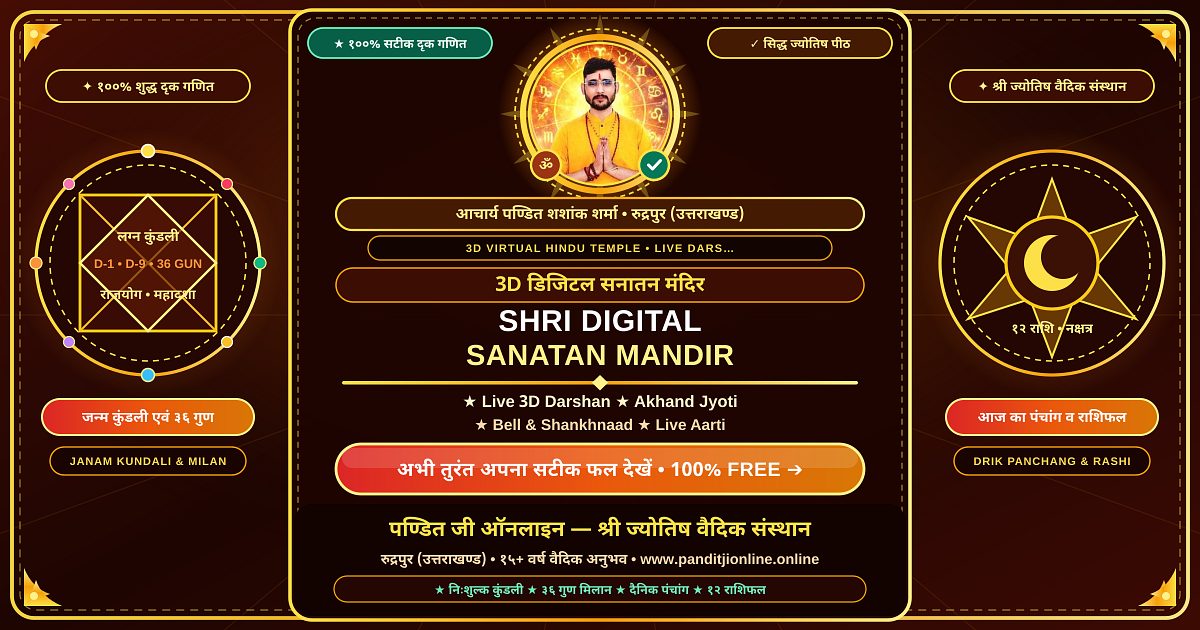 ★ १००% सटीक दृक गणित
✓ सिद्ध ज्योतिष पीठ
✦ १००% शुद्ध दृक गणित
लग्न कुंडली
D-1 • D-9 • 36 GUN
राजयोग • महादशा
जन्म कुंडली एवं ३६ गुण
JANAM KUNDALI & MILAN
ॐ
आचार्य पण्डित शशांक शर्मा • रुद्रपुर (उत्तराखण्ड)
3D VIRTUAL HINDU TEMPLE • LIVE DARS...
3D डिजिटल सनातन मंदिर
SHRI DIGITAL
SANATAN MANDIR
★ Live 3D Darshan ★ Akhand Jyoti
★ Bell & Shankhnaad ★ Live Aarti
अभी तुरंत अपना सटीक फल देखें • 100% FREE ➔
पण्डित जी ऑनलाइन — श्री ज्योतिष वैदिक संस्थान
रुद्रपुर (उत्तराखण्ड) • १५+ वर्ष वैदिक अनुभव • www.panditjionline.online
★ निःशुल्क कुंडली ★ ३६ गुण मिलान ★ दैनिक पंचांग ★ १२ राशिफल
✦ श्री ज्योतिष वैदिक संस्थान
१२ राशि • नक्षत्र
आज का पंचांग व राशिफल
DRIK PANCHANG & RASHI